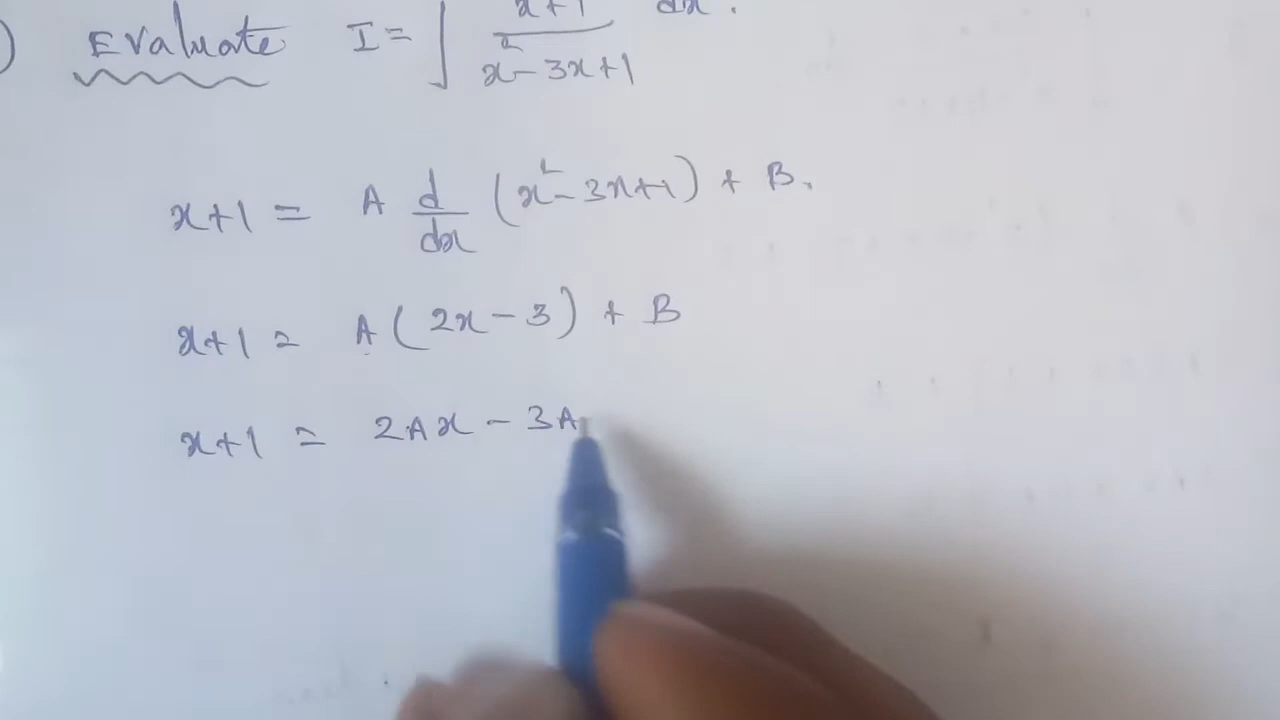 ) Evaluate I = ∫ x+1 / x² - 3x+1 dx.
x+1 = A d/dx (x² - 3x+1) + B.
x+1 = A(2x - 3) + B
x+1 = 2Ax - 3A